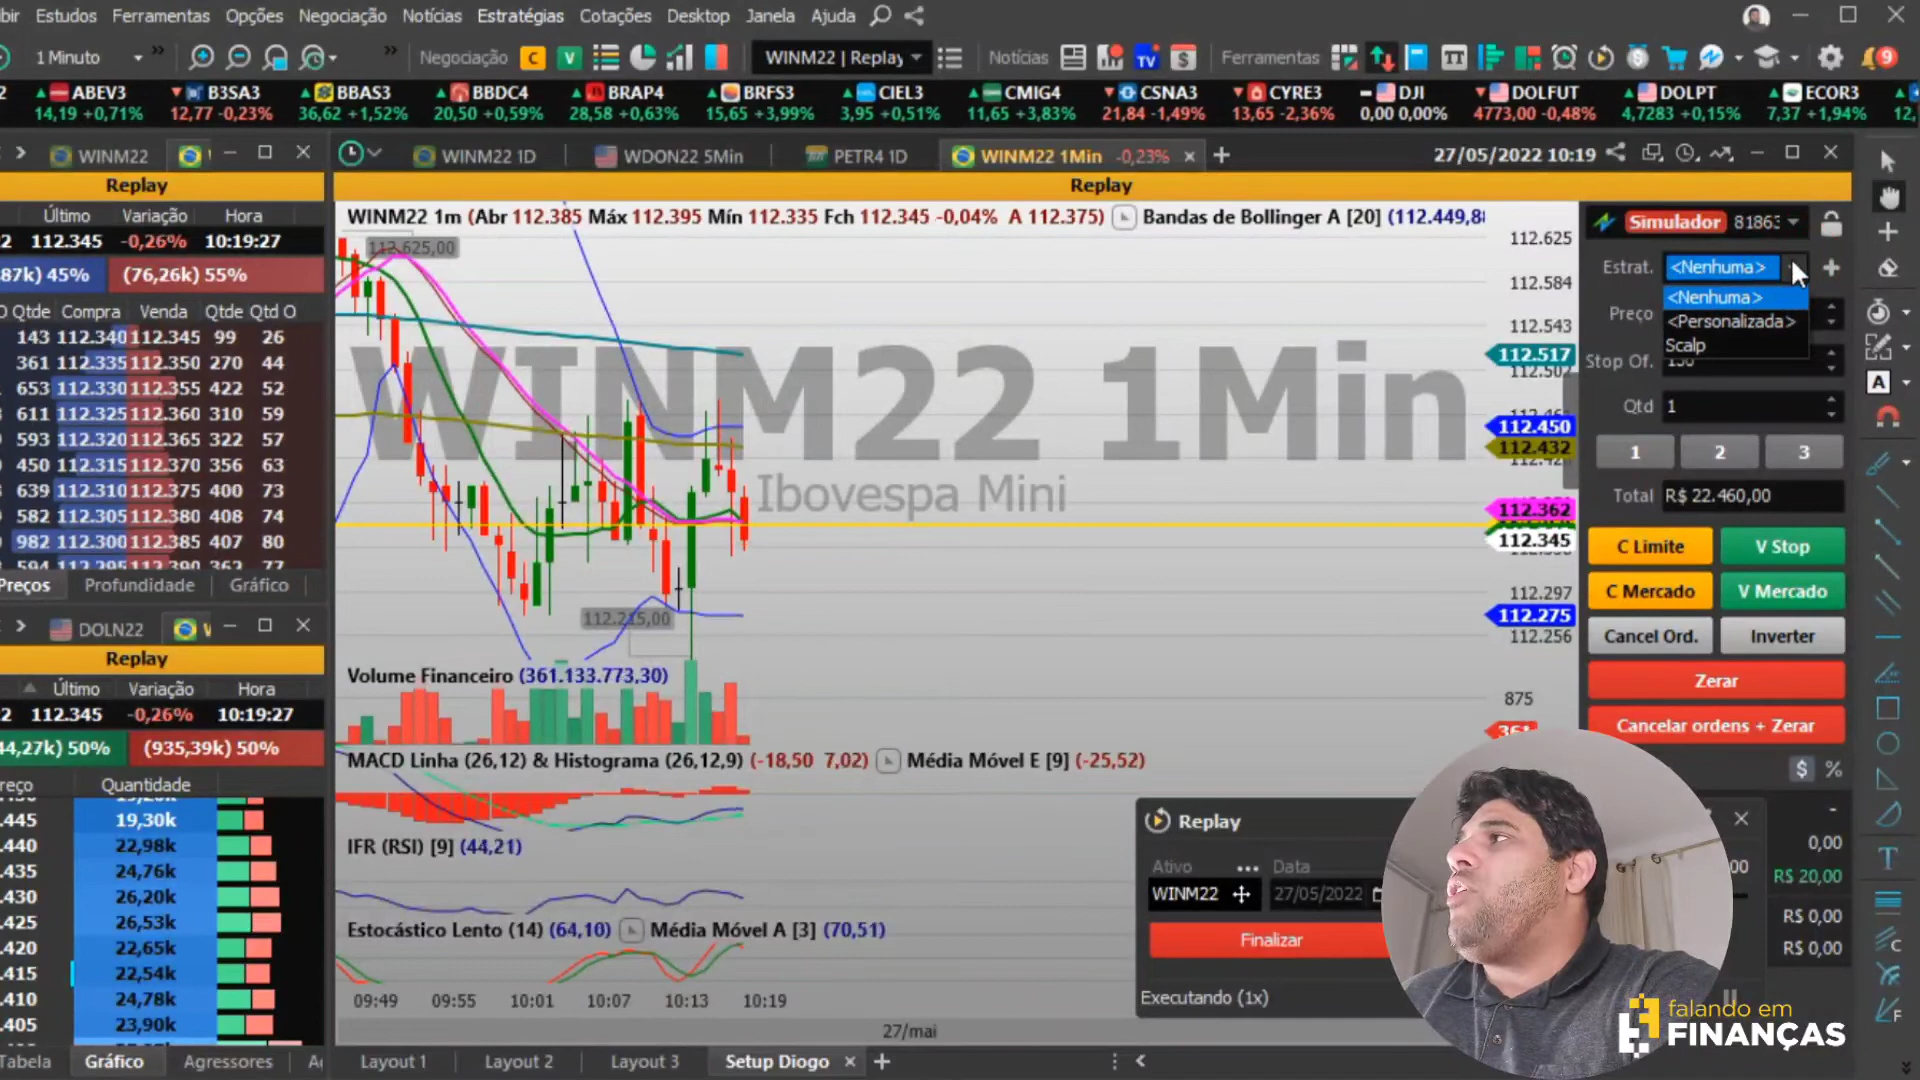 ibir Estudos Ferramentas Opções Negociação Notícias Estratégias Cotações Desktop Janela Ajuda
1 Minuto » » Negociação C V WINM22 | Replay Notícias TV $ Ferramentas 9
2 ABEV3 B3SA3 BBAS3 BBDC4 BRAP4 BRFS3 CIEL3 CMIG4 CSNA3 CYRE3 DJI DOLFUT DOLPT ECOR3
14,19 +0,71% 12,77 -0,23% 36,62 +1,52% 20,50 +0,59% 28,58 +0,63% 15,65 +3,99% 3,95 +0,51% 11,65 +3,83% 21,84 -1,49% 13,65 -2,36% 0,00 0,00% 4773,00 -0,48% 4,7283 +0,15% 7,37 +1,94% 12,
WINM22
Replay
Último Variação Hora
2 112.345 -0,26% 10:19:27
87k) 45% (76,26k) 55%
O Qtde Compra Venda Qtde Qtd O
143 112.340 112.345 99 26
361 112.335 112.350 270 44
653 112.330 112.355 422 52
611 112.325 112.360 310 59
593 112.320 112.365 322 57
450 112.315 112.370 356 63
639 112.310 112.375 400 73
582 112.305 112.380 408 74
982 112.300 112.385 407 80
594 112.295 112.390 362 77
Preços Profundidade Gráfico
DOLN22
Replay
Último Variação Hora
2 112.345 -0,26% 10:19:27
44,27k) 50% (935,39k) 50%
reço Quantidade
.445 19,30k
.440 22,98k
.435 24,76k
.430 26,20k
.425 26,53k
.420 22,65k
.415 22,54k
.410 24,78k
.405 23,90k
Tabela Gráfico Agressores
WINM22 1D WDON22 5Min PETR4 1D WINM22 1Min -0,23% 27/05/2022 10:19
Replay
WINM22 1m (Abr 112.385 Máx 112.395 Mín 112.335 Fch 112.345 -0,04% A 112.375) Bandas de Bollinger A [20] (112.449,8
112.625,00
WINM22 1Min
Ibovespa Mini
112.215,00
112.625
112.584
112.543
112.517
112.450
112.432
112.362
112.345
112.297
112.275
112.256
Volume Financeiro (361.133.773,30)
875
361
MACD Linha (26,12) & Histograma (26,12,9) (-18,50 7,02) Média Móvel E [9] (-25,52)
IFR (RSI) [9] (44,21)
Estocástico Lento (14) (64,10) Média Móvel A [3] (70,51)
09:49 09:55 10:01 10:07 10:13 10:19
27/mai
Layout 1 Layout 2 Layout 3 Setup Diogo
Simulador 81863
Estrat. <Nenhuma>
<Nenhuma>
<Personalizada>
Scalp
Preço
Stop Of. 150
Qtd 1
1 2 3
Total R$ 22.460,00
C Limite V Stop
C Mercado V Mercado
Cancel Ord. Inverter
Zerar
Cancelar ordens + Zerar
$ %
-
0,00
R$ 20,00
R$ 0,00
R$ 0,00
Replay
Ativo Data
WINM22 27/05/2022
Finalizar
Executando (1x)
falando em
FINANÇAS